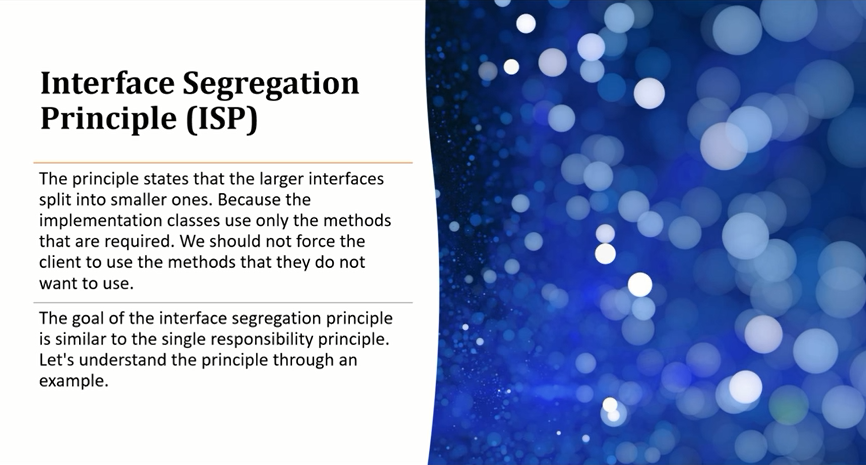 Interface Segregation
Principle (ISP)
The principle states that the larger interfaces
split into smaller ones. Because the
implementation classes use only the methods
that are required. We should not force the
client to use the methods that they do not
want to use.
The goal of the interface segregation principle
is similar to the single responsibility principle.
Let's understand the principle through an
example.